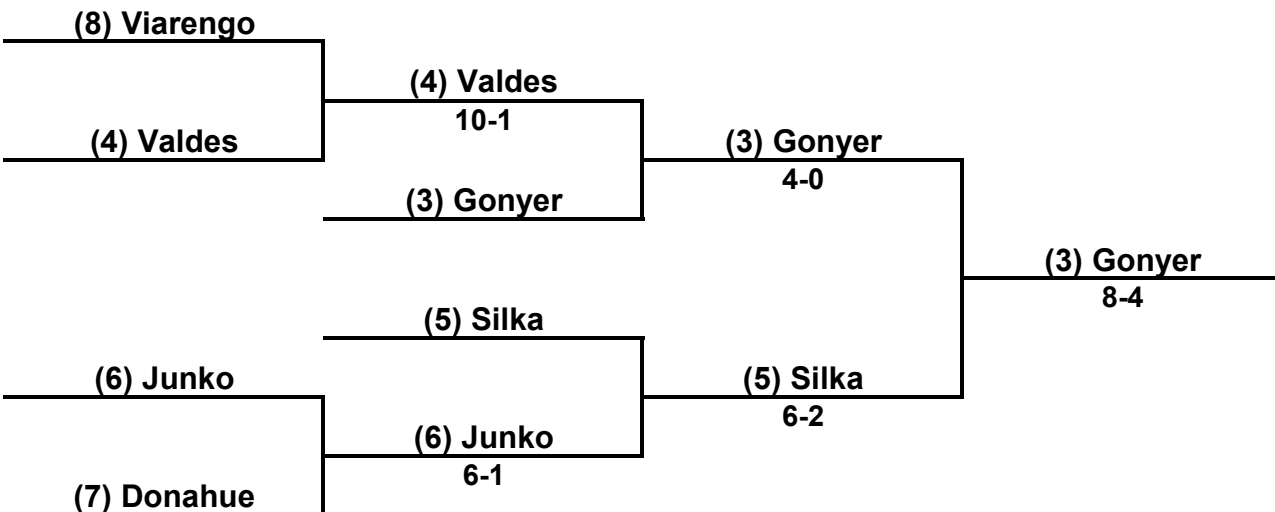 (8) Viarengo
(4) Valdes
10-1
(4) Valdes
(3) Gonyer
4-0
(3) Gonyer
(3) Gonyer
8-4
(5) Silka
(6) Junko
(5) Silka
6-2
(6) Junko
6-1
(7) Donahue